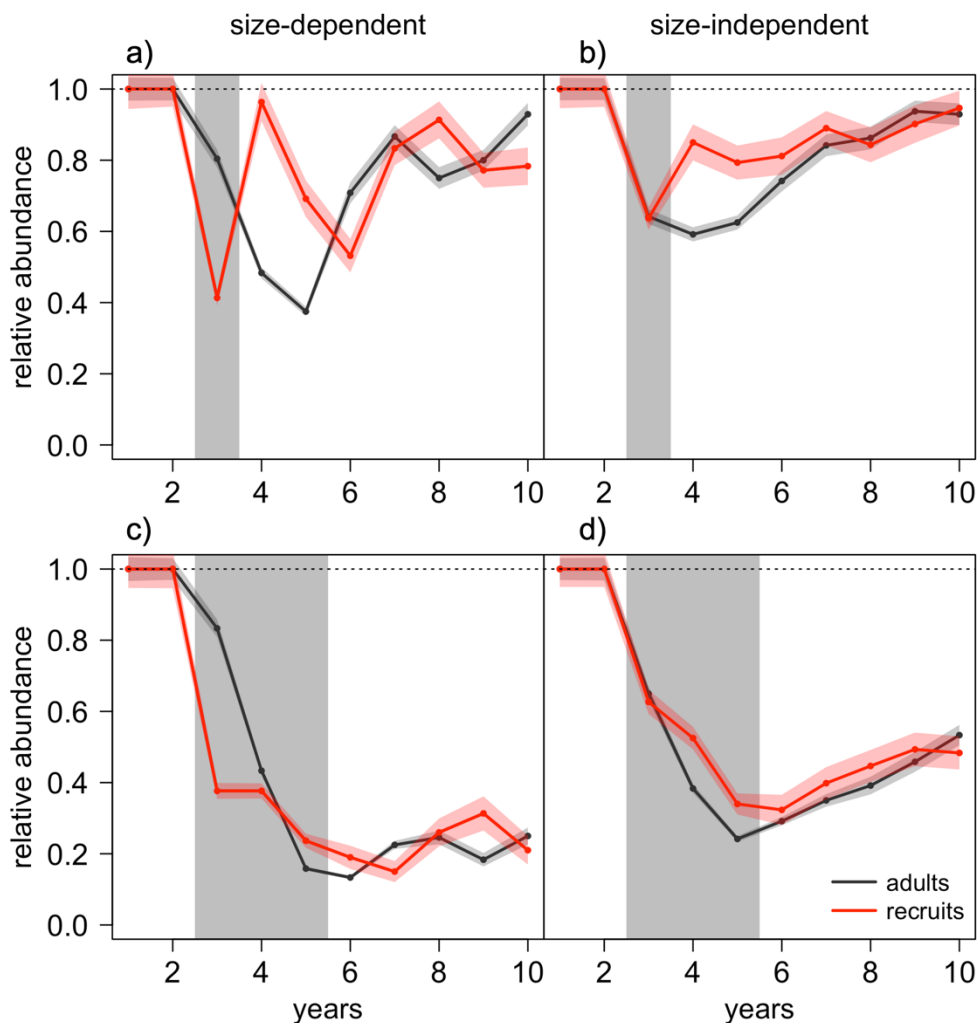 size-dependent size-independent
a) b)
relative abundance
1.0
0.8
0.6
0.4
0.2
0.0
2 4 6 8 10 2 4 6 8 10
c) d)
relative abundance
1.0
0.8
0.6
0.4
0.2
0.0
adults
recruits
2 4 6 8 10 2 4 6 8 10
years years